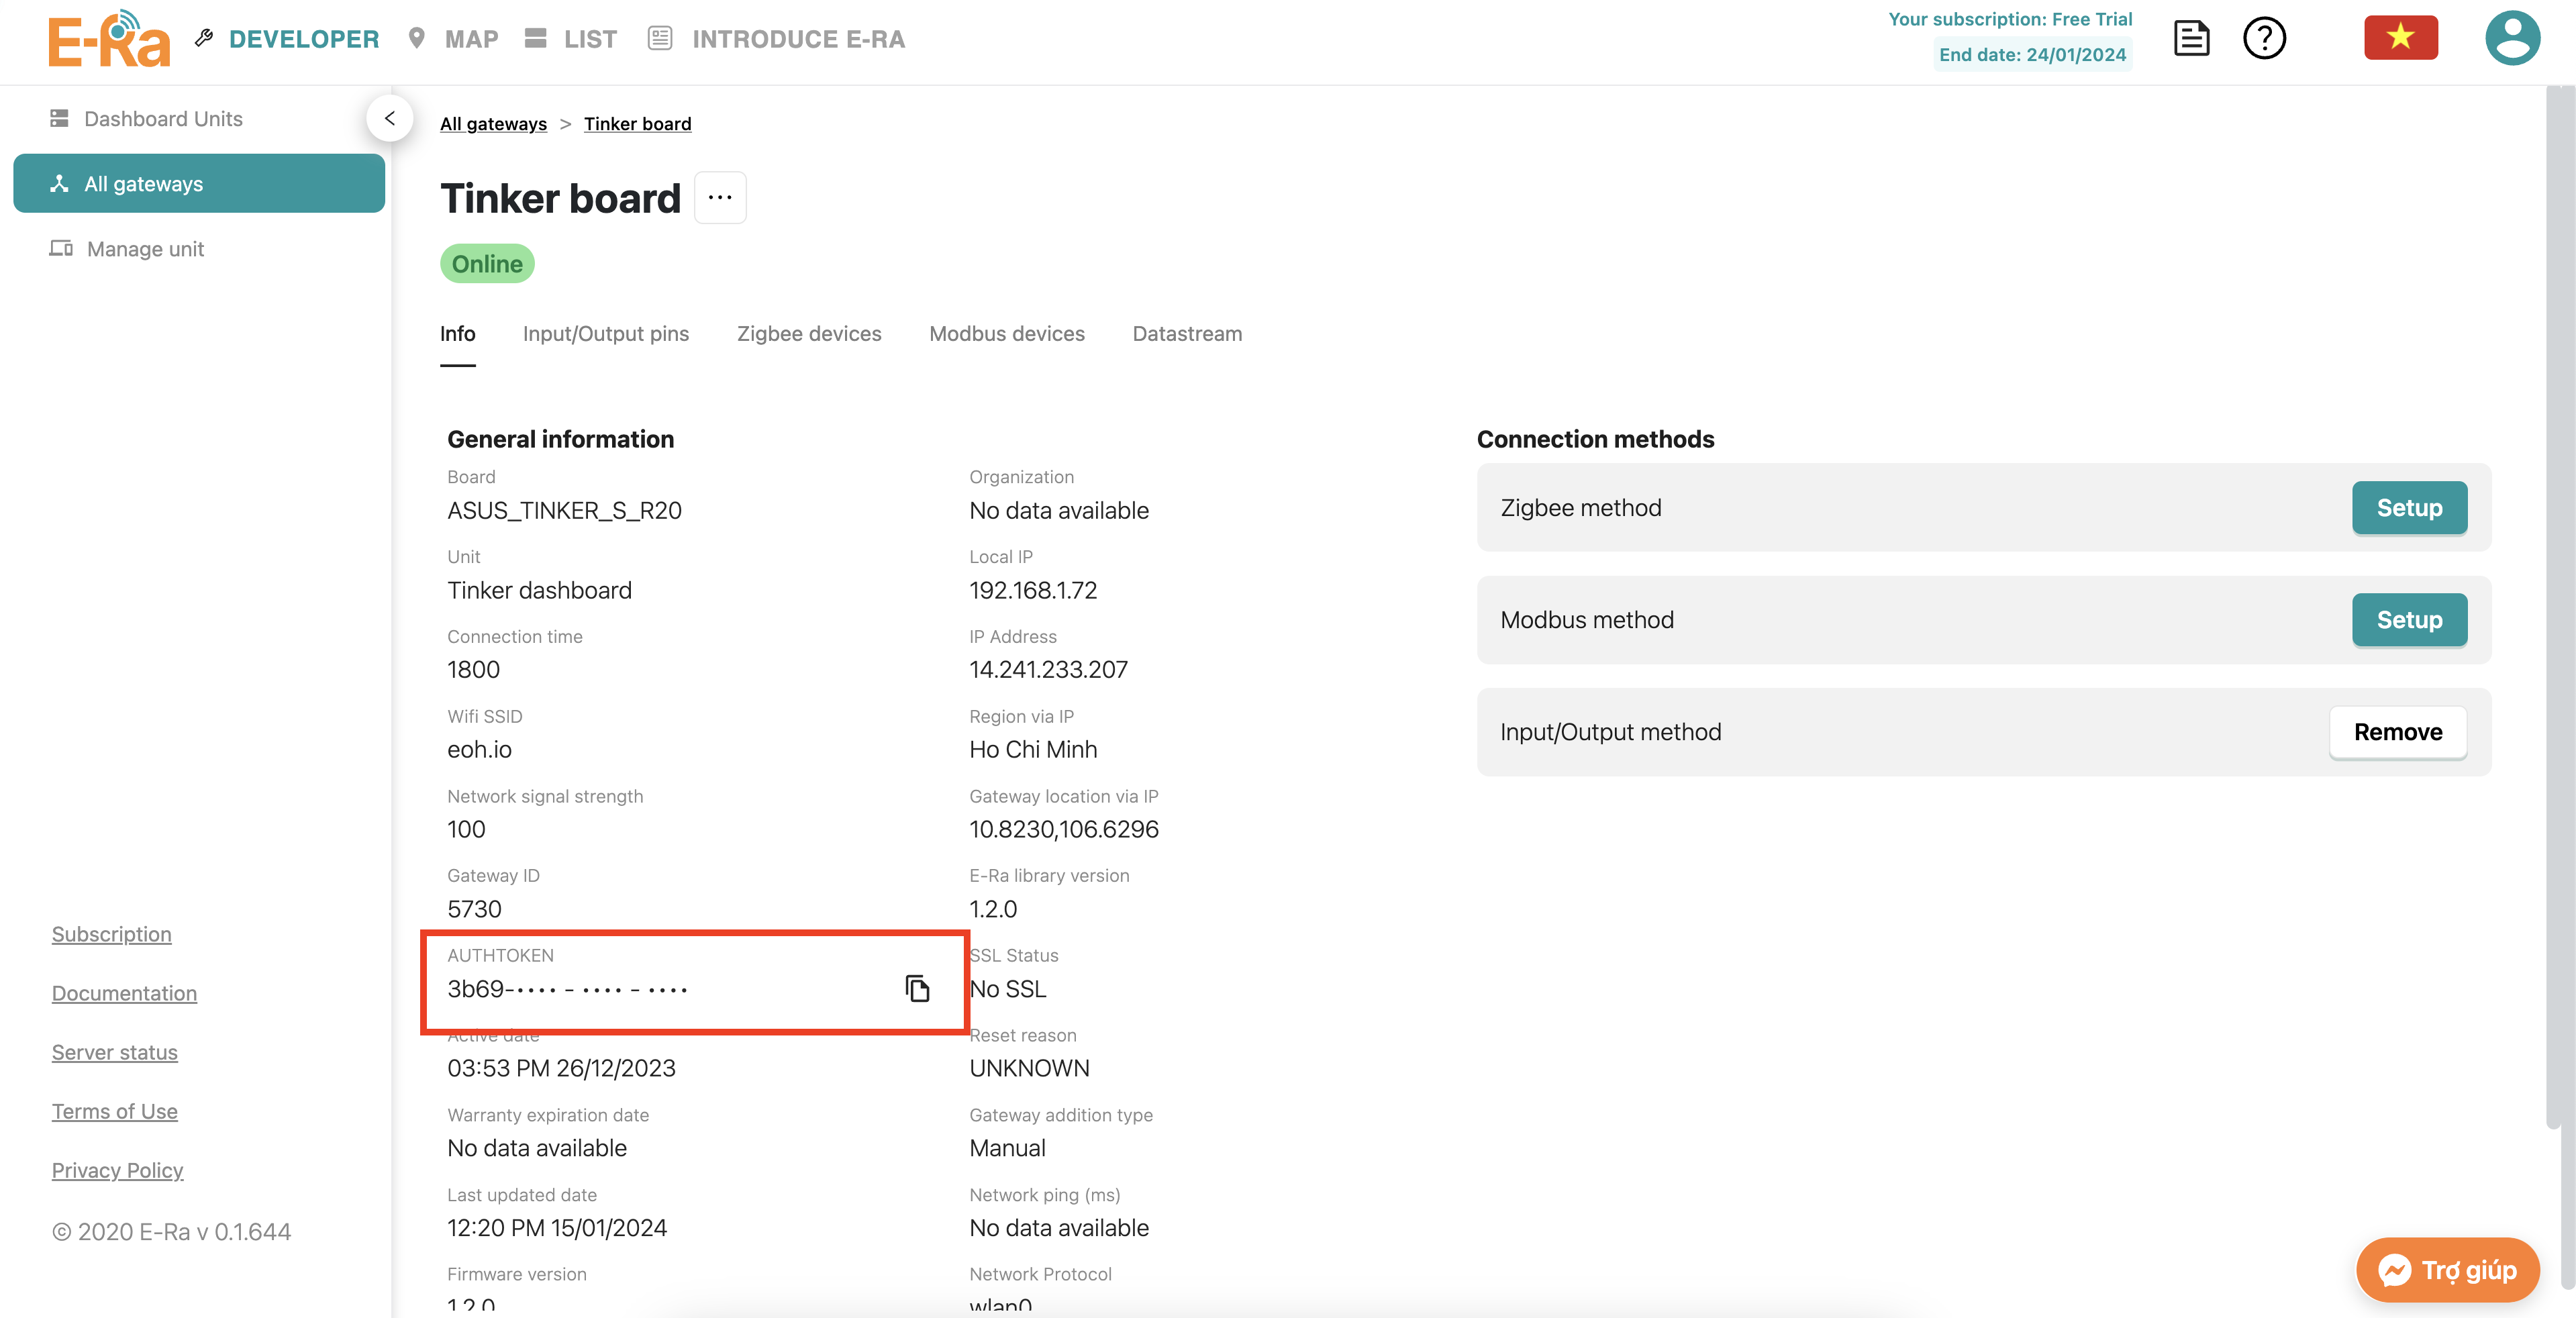 E-Ra DEVELOPER MAP LIST INTRODUCE E-RA
Your subscription: Free Trial
End date: 24/01/2024
Dashboard Units
All gateways
Manage unit
Subscription
Documentation
Server status
Terms of Use
Privacy Policy
© 2020 E-Ra v 0.1.644
All gateways > Tinker board
Tinker board ...
Online
Info Input/Output pins Zigbee devices Modbus devices Datastream
General information
Board
ASUS_TINKER_S_R20
Unit
Tinker dashboard
Connection time
1800
Wifi SSID
eoh.io
Network signal strength
100
Gateway ID
5730
AUTHTOKEN
3b69-•••• - •••• - ••••
Active date
03:53 PM 26/12/2023
Warranty expiration date
No data available
Last updated date
12:20 PM 15/01/2024
Firmware version
1.2.0
Organization
No data available
Local IP
192.168.1.72
IP Address
14.241.233.207
Region via IP
Ho Chi Minh
Gateway location via IP
10.8230,106.6296
E-Ra library version
1.2.0
SSL Status
No SSL
Reset reason
UNKNOWN
Gateway addition type
Manual
Network ping (ms)
No data available
Network Protocol
wlan0
Connection methods
Zigbee method Setup
Modbus method Setup
Input/Output method Remove
Trợ giúp